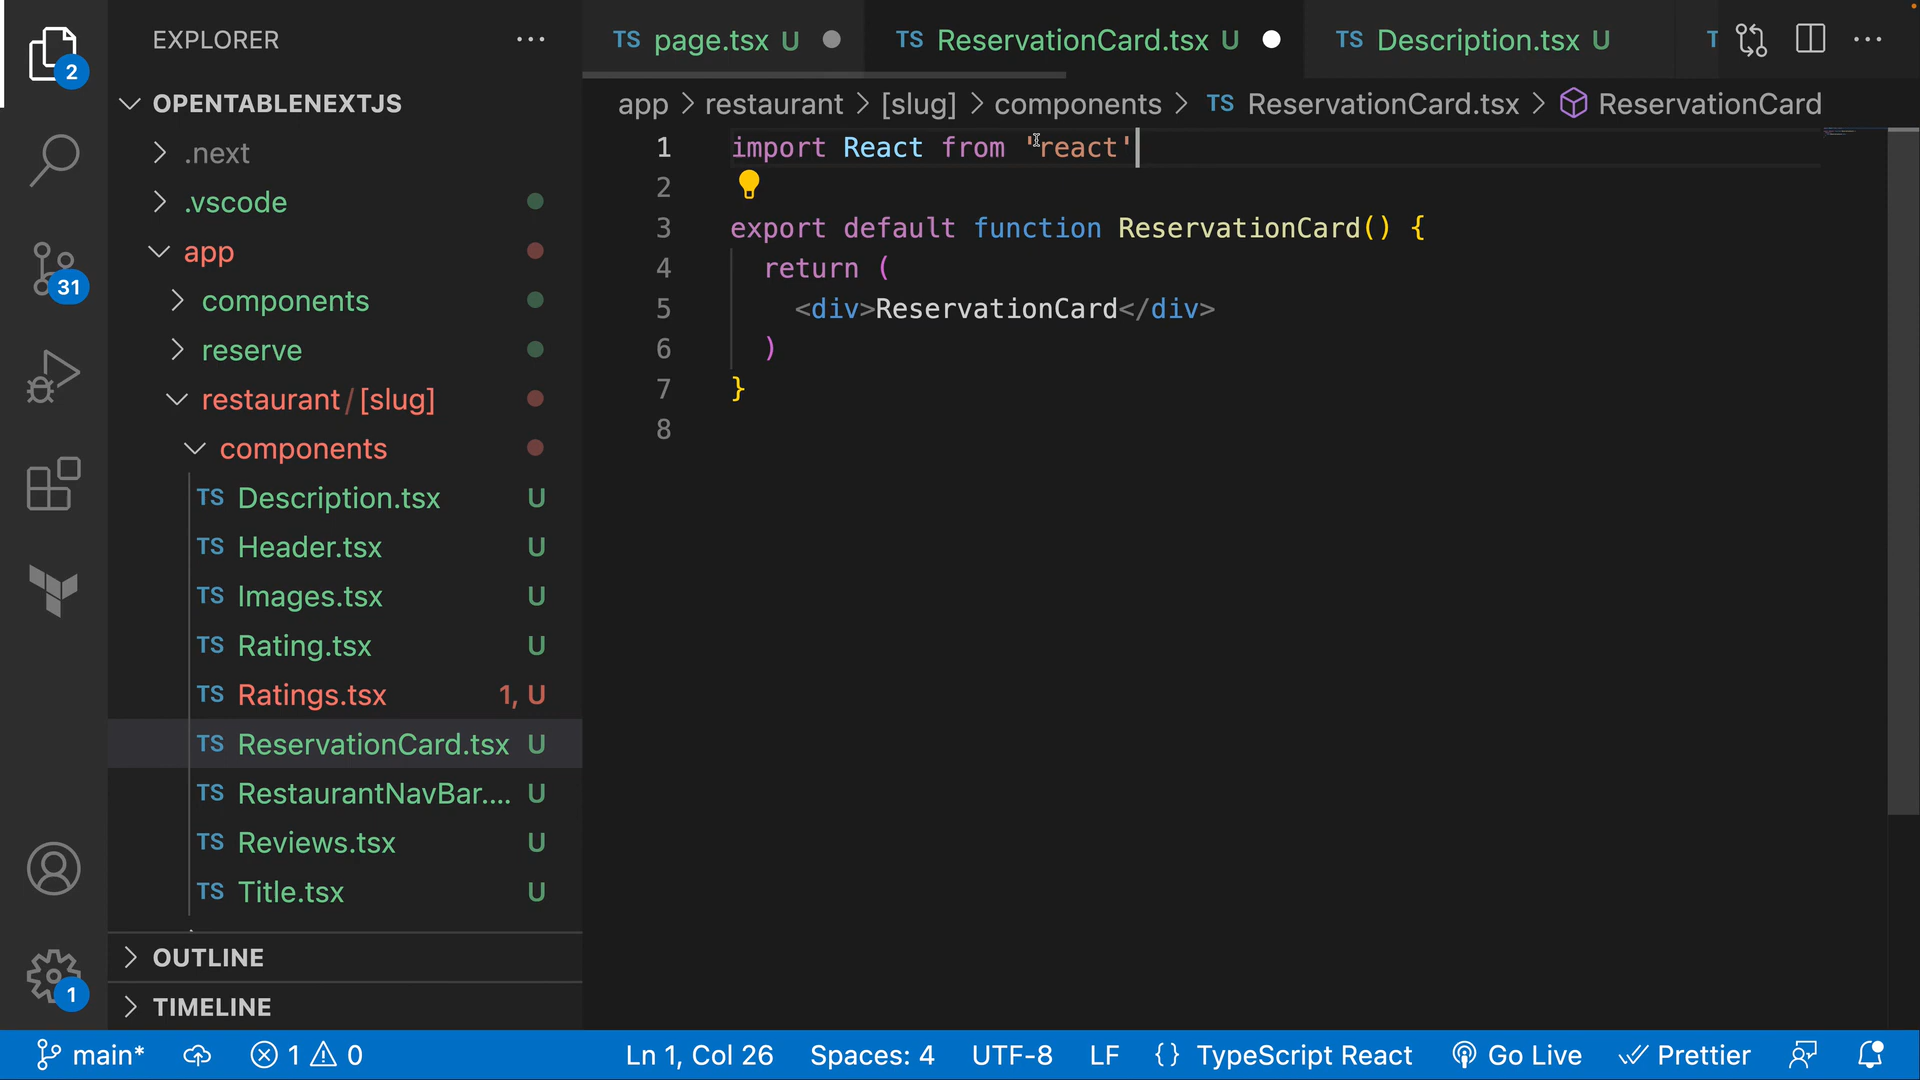 EXPLORER
OPENTABLENEXTJS
.next
.vscode
app
components
reserve
restaurant / [slug]
components
TS Description.tsx U
TS Header.tsx U
TS Images.tsx U
TS Rating.tsx U
TS Ratings.tsx 1, U
TS ReservationCard.tsx U
TS RestaurantNavBar.... U
TS Reviews.tsx U
TS Title.tsx U
OUTLINE
TIMELINE
2
31
1
TS page.tsx U
TS ReservationCard.tsx U
TS Description.tsx U
app > restaurant > [slug] > components > TS ReservationCard.tsx > ReservationCard
1 import React from 'react'
2
3 export default function ReservationCard() {
4 return (
5 <div>ReservationCard</div>
6 )
7 }
8
main* 1 0 Ln 1, Col 26 Spaces: 4 UTF-8 LF {} TypeScript React Go Live Prettier